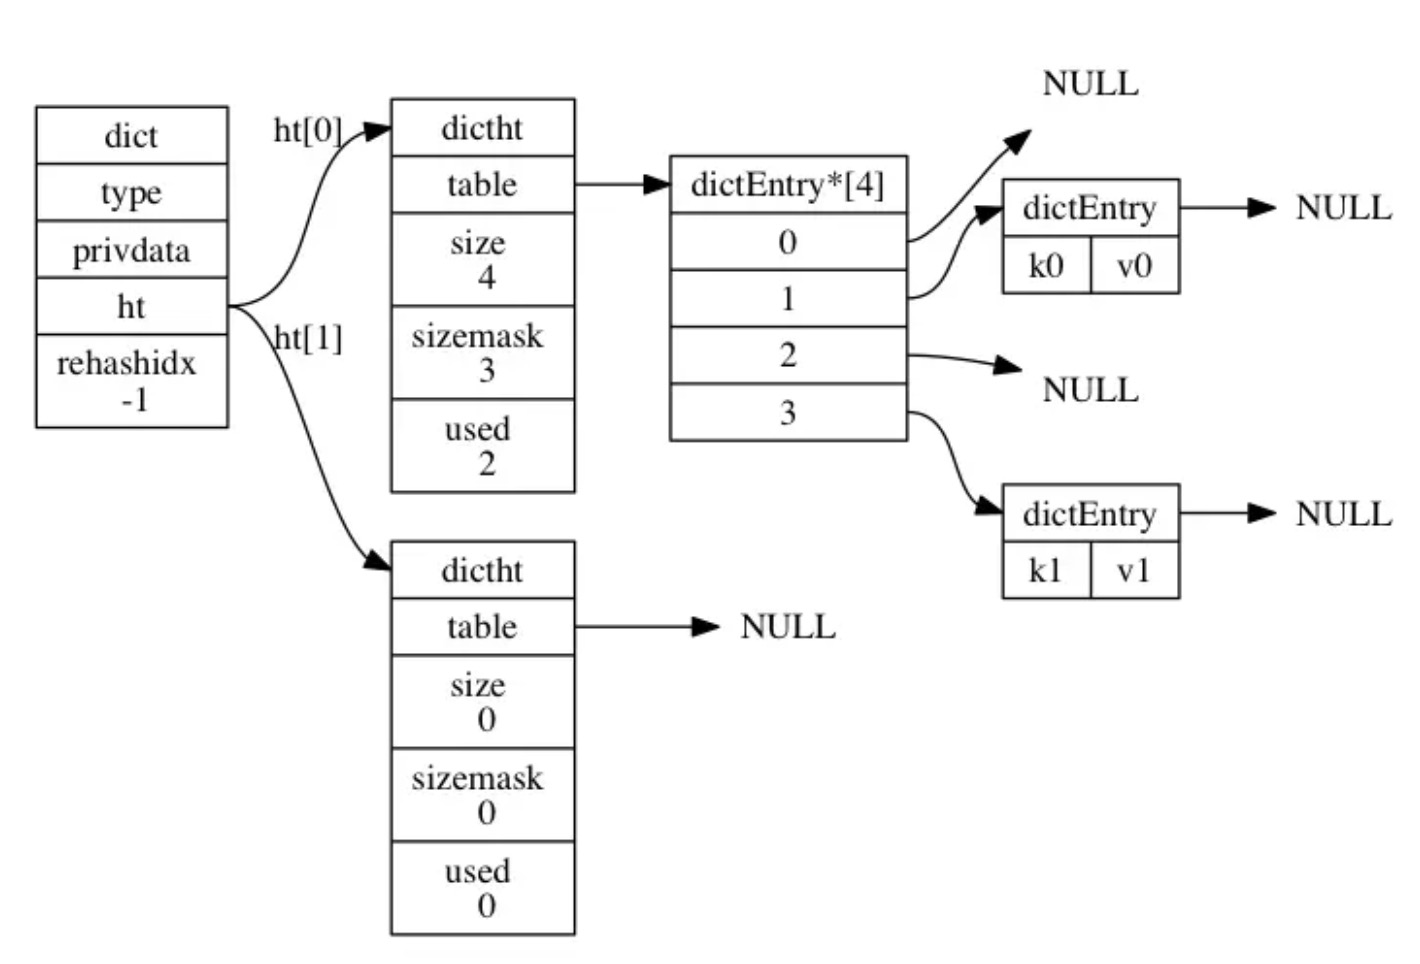 dict
type
privdata
ht
rehashidx
-1
ht[0]
ht[1]
dictht
table
size
4
sizemask
3
used
2
dictht
table
size
0
sizemask
0
used
0
NULL
dictEntry*[4]
0
1
2
3
NULL
dictEntry
k0 v0
NULL
NULL
dictEntry
k1 v1
NULL